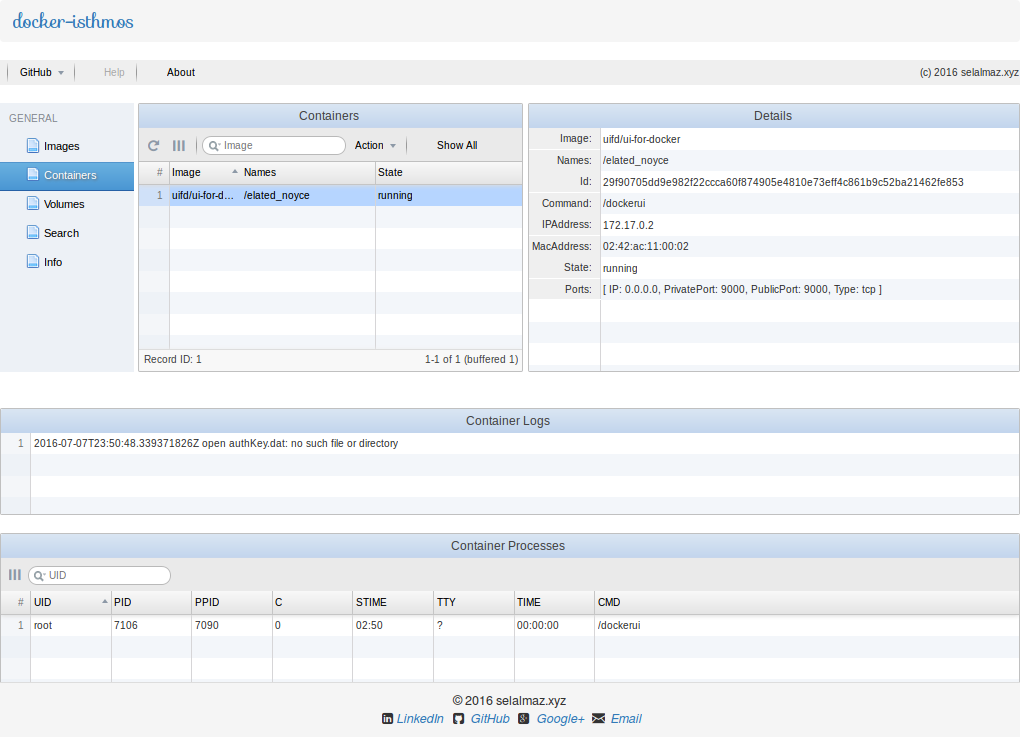 docker-isthmos
GitHub Help About (c) 2016 selalmaz.xyz
GENERAL
Images
Containers
Volumes
Search
Info
Containers
Image Action Show All
# Image Names State
1 uifd/ui-for-d... /elated_noyce running
Record ID: 1 1-1 of 1 (buffered 1)
Details
Image: uifd/ui-for-docker
Names: /elated_noyce
Id: 29f90705dd9e982f22ccca60f874905e4810e73eff4c861b9c52ba21462fe853
Command: /dockerui
IPAddress: 172.17.0.2
MacAddress: 02:42:ac:11:00:02
State: running
Ports: [ IP: 0.0.0.0, PrivatePort: 9000, PublicPort: 9000, Type: tcp ]
Container Logs
1 2016-07-07T23:50:48.339371826Z open authKey.dat: no such file or directory
Container Processes
UID
# UID PID PPID C STIME TTY TIME CMD
1 root 7106 7090 0 02:50 ? 00:00:00 /dockerui
© 2016 selalmaz.xyz
LinkedIn GitHub Google+ Email